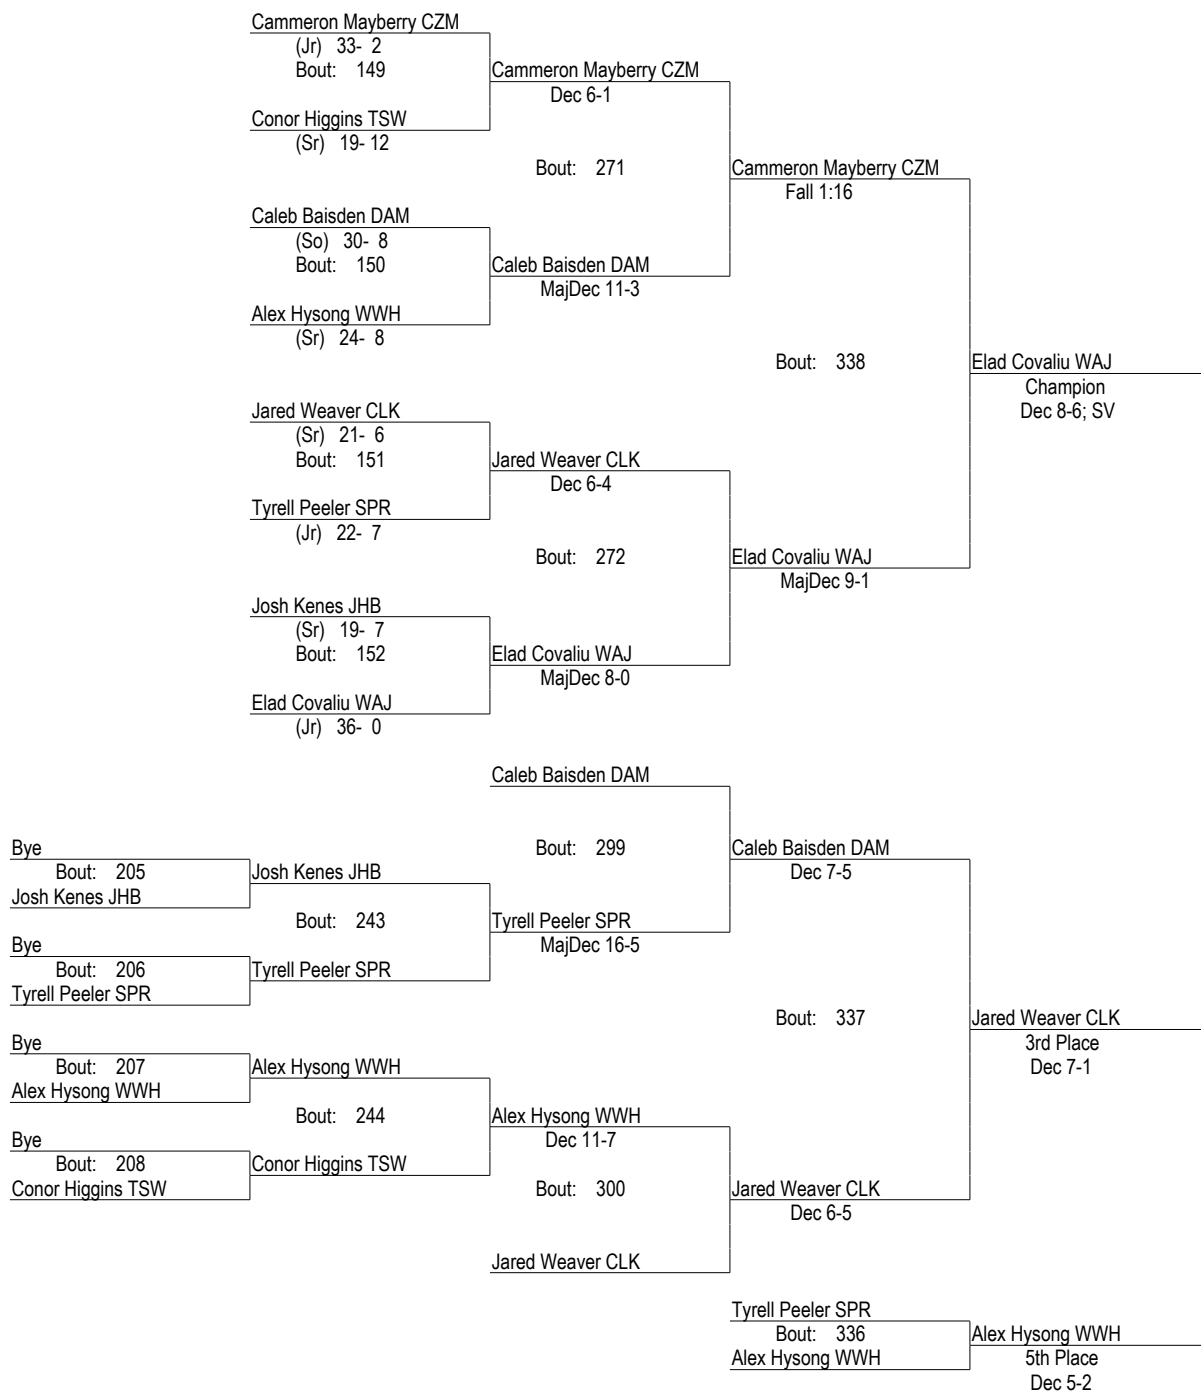 Cammeron Mayberry CZM
(Jr) 33- 2
Bout: 149
Cammeron Mayberry CZM
Dec 6-1
Conor Higgins TSW
(Sr) 19- 12
Bout: 271
Cammeron Mayberry CZM
Fall 1:16
Caleb Baisden DAM
(So) 30- 8
Bout: 150
Caleb Baisden DAM
MajDec 11-3
Alex Hysong WWH
(Sr) 24- 8
Bout: 338
Elad Covaliu WAJ
Champion
Dec 8-6; SV
Jared Weaver CLK
(Sr) 21- 6
Bout: 151
Jared Weaver CLK
Dec 6-4
Tyrell Peeler SPR
(Jr) 22- 7
Bout: 272
Elad Covaliu WAJ
MajDec 9-1
Josh Kenes JHB
(Sr) 19- 7
Bout: 152
Elad Covaliu WAJ
MajDec 8-0
Elad Covaliu WAJ
(Jr) 36- 0
Caleb Baisden DAM
Bye
Bout: 205
Josh Kenes JHB
Josh Kenes JHB
Bout: 299
Caleb Baisden DAM
Dec 7-5
Bout: 243
Tyrell Peeler SPR
MajDec 16-5
Bye
Bout: 206
Tyrell Peeler SPR
Tyrell Peeler SPR
Bout: 337
Jared Weaver CLK
3rd Place
Dec 7-1
Bye
Bout: 207
Alex Hysong WWH
Alex Hysong WWH
Bout: 244
Alex Hysong WWH
Dec 11-7
Bye
Bout: 208
Conor Higgins TSW
Conor Higgins TSW
Bout: 300
Jared Weaver CLK
Dec 6-5
Jared Weaver CLK
Tyrell Peeler SPR
Bout: 336
Alex Hysong WWH
Alex Hysong WWH
5th Place
Dec 5-2